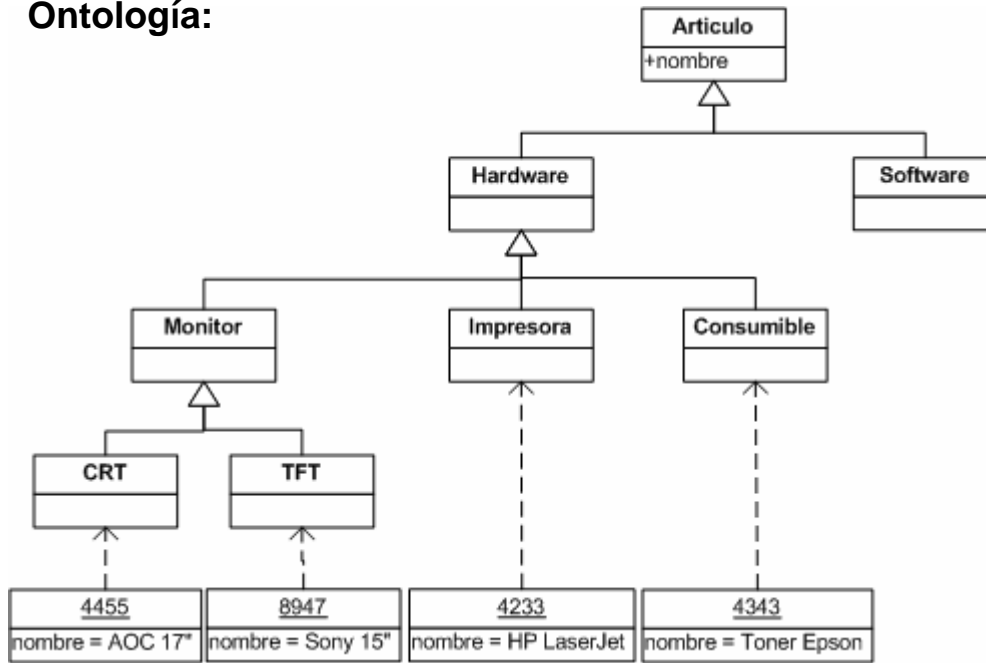 Ontología:
Articulo
+nombre
Hardware
Software
Monitor
Impresora
Consumible
CRT
TFT
4455
nombre = AOC 17"
8947
nombre = Sony 15"
4233
nombre = HP LaserJet
4343
nombre = Toner Epson